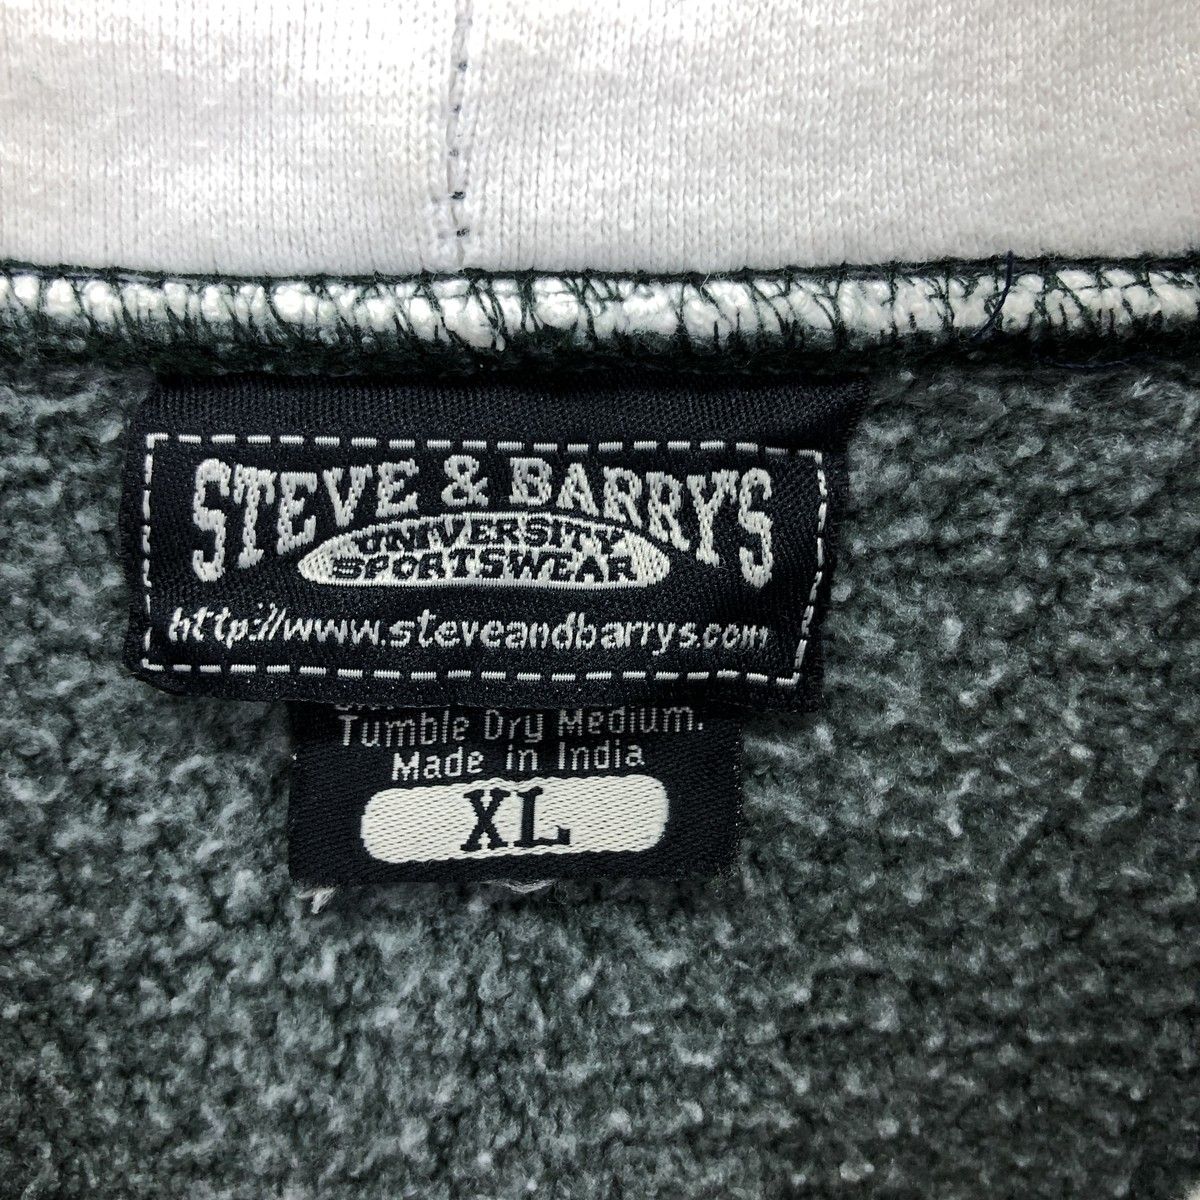 STEVE & BARRY'S
UNIVERSITY
SPORTSWEAR
http://www.steveandbarrys.com
Tumble Dry Medium.
Made in India
XL